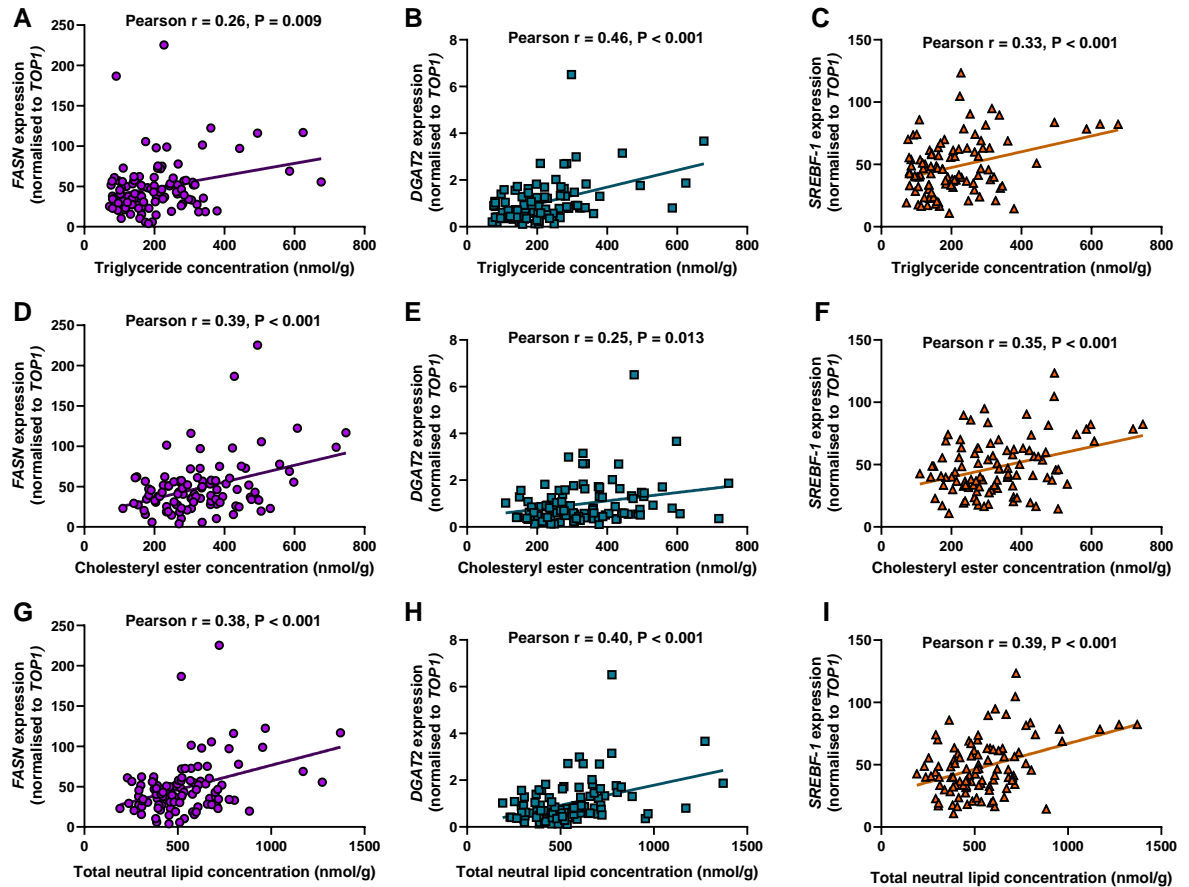 A
Pearson r = 0.26, P = 0.009
FASN expression
(normalised to TOP1)
250
200
150
100
50
0
0 200 400 600 800
Triglyceride concentration (nmol/g)
B
Pearson r = 0.46, P < 0.001
DGAT2 expression
(normalised to TOP1)
8
6
4
2
0
0 200 400 600 800
Triglyceride concentration (nmol/g)
C
Pearson r = 0.33, P < 0.001
SREBF-1 expression
(normalised to TOP1)
150
100
50
0
0 200 400 600 800
Triglyceride concentration (nmol/g)
D
Pearson r = 0.39, P < 0.001
FASN expression
(normalised to TOP1)
250
200
150
100
50
0
0 200 400 600 800
Cholesteryl ester concentration (nmol/g)
E
Pearson r = 0.25, P = 0.013
DGAT2 expression
(normalised to TOP1)
8
6
4
2
0
0 200 400 600 800
Cholesteryl ester concentration (nmol/g)
F
Pearson r = 0.35, P < 0.001
SREBF-1 expression
(normalised to TOP1)
150
100
50
0
0 200 400 600 800
Cholesteryl ester concentration (nmol/g)
G
Pearson r = 0.38, P < 0.001
FASN expression
(normalised to TOP1)
250
200
150
100
50
0
0 500 1000 1500
Total neutral lipid concentration (nmol/g)
H
Pearson r = 0.40, P < 0.001
DGAT2 expression
(normalised to TOP1)
8
6
4
2
0
0 500 1000 1500
Total neutral lipid concentration (nmol/g)
I
Pearson r = 0.39, P < 0.001
SREBF-1 expression
(normalised to TOP1)
150
100
50
0
0 500 1000 1500
Total neutral lipid concentration (nmol/g)